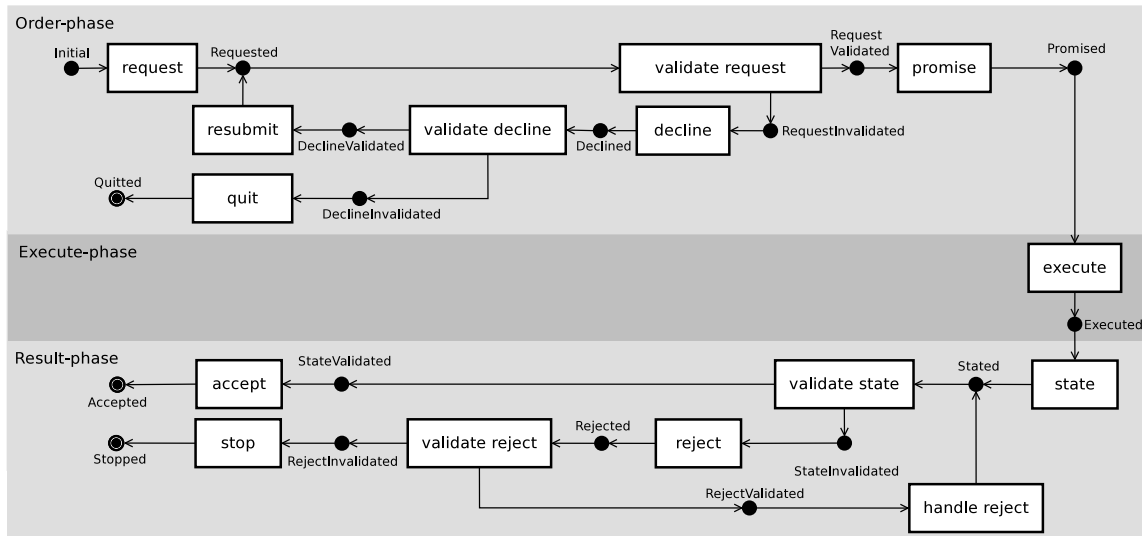 Order-phase
Initial
request
Requested
validate request
Request
Validated
promise
Promised
resubmit
DeclineValidated
validate decline
Declined
decline
RequestInvalidated
Quitted
quit
DeclineInvalidated
Execute-phase
execute
Executed
Result-phase
Accepted
accept
StateValidated
validate state
Stated
state
Stopped
stop
RejectInvalidated
validate reject
Rejected
reject
StateInvalidated
RejectValidated
handle reject